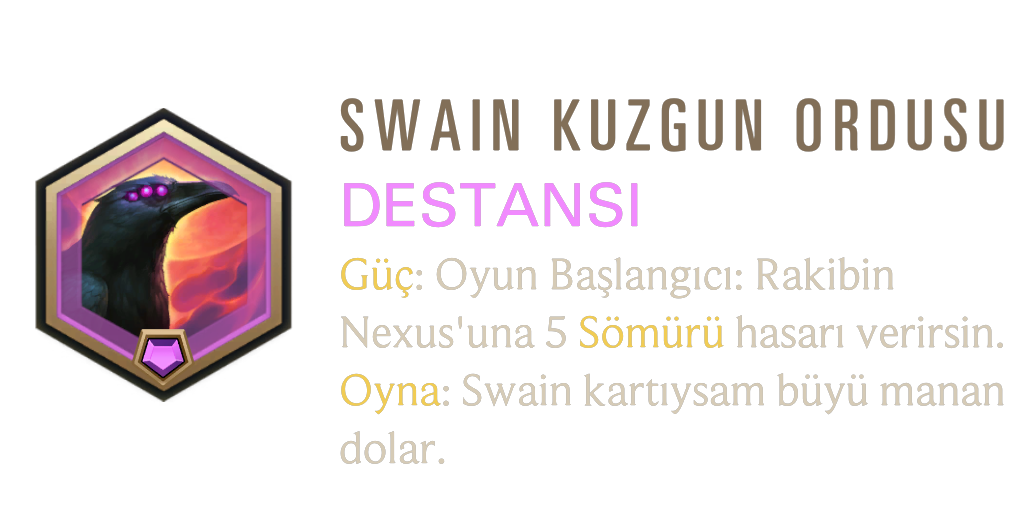 SWAIN KUZGUN ORDUSU
DESTANSI
Güç: Oyun Başlangıcı: Rakibin
Nexus'una 5 Sömürü hasarı verirsin.
Oyna: Swain kartıysam büyü manan
dolar.